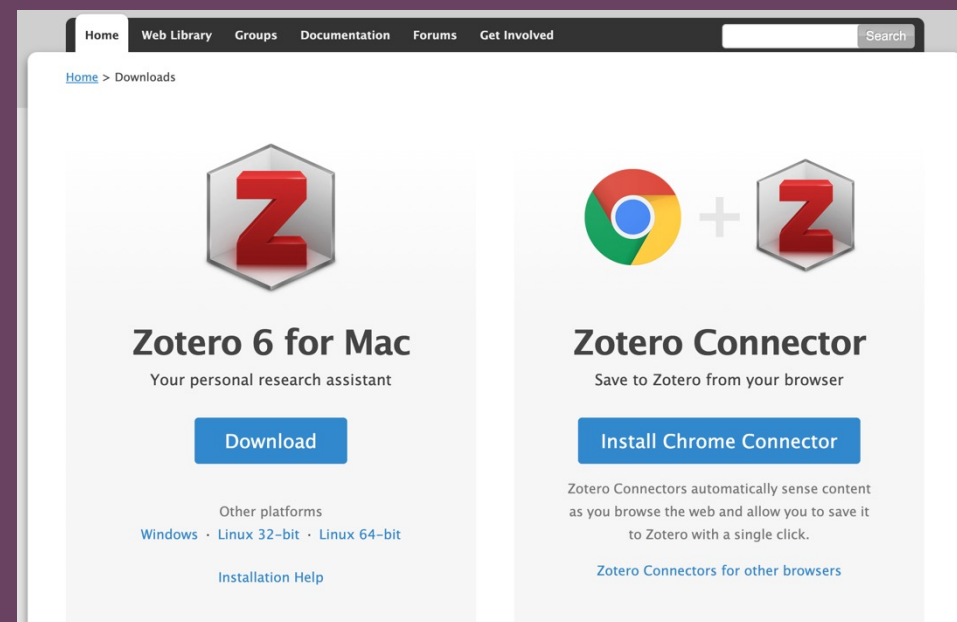 Home Web Library Groups Documentation Forums Get Involved Search
Home > Downloads
Zotero 6 for Mac
Your personal research assistant
Download
Other platforms
Windows · Linux 32-bit · Linux 64-bit
Installation Help
Z
+
Z
Zotero Connector
Save to Zotero from your browser
Install Chrome Connector
Zotero Connectors automatically sense content
as you browse the web and allow you to save it
to Zotero with a single click.
Zotero Connectors for other browsers